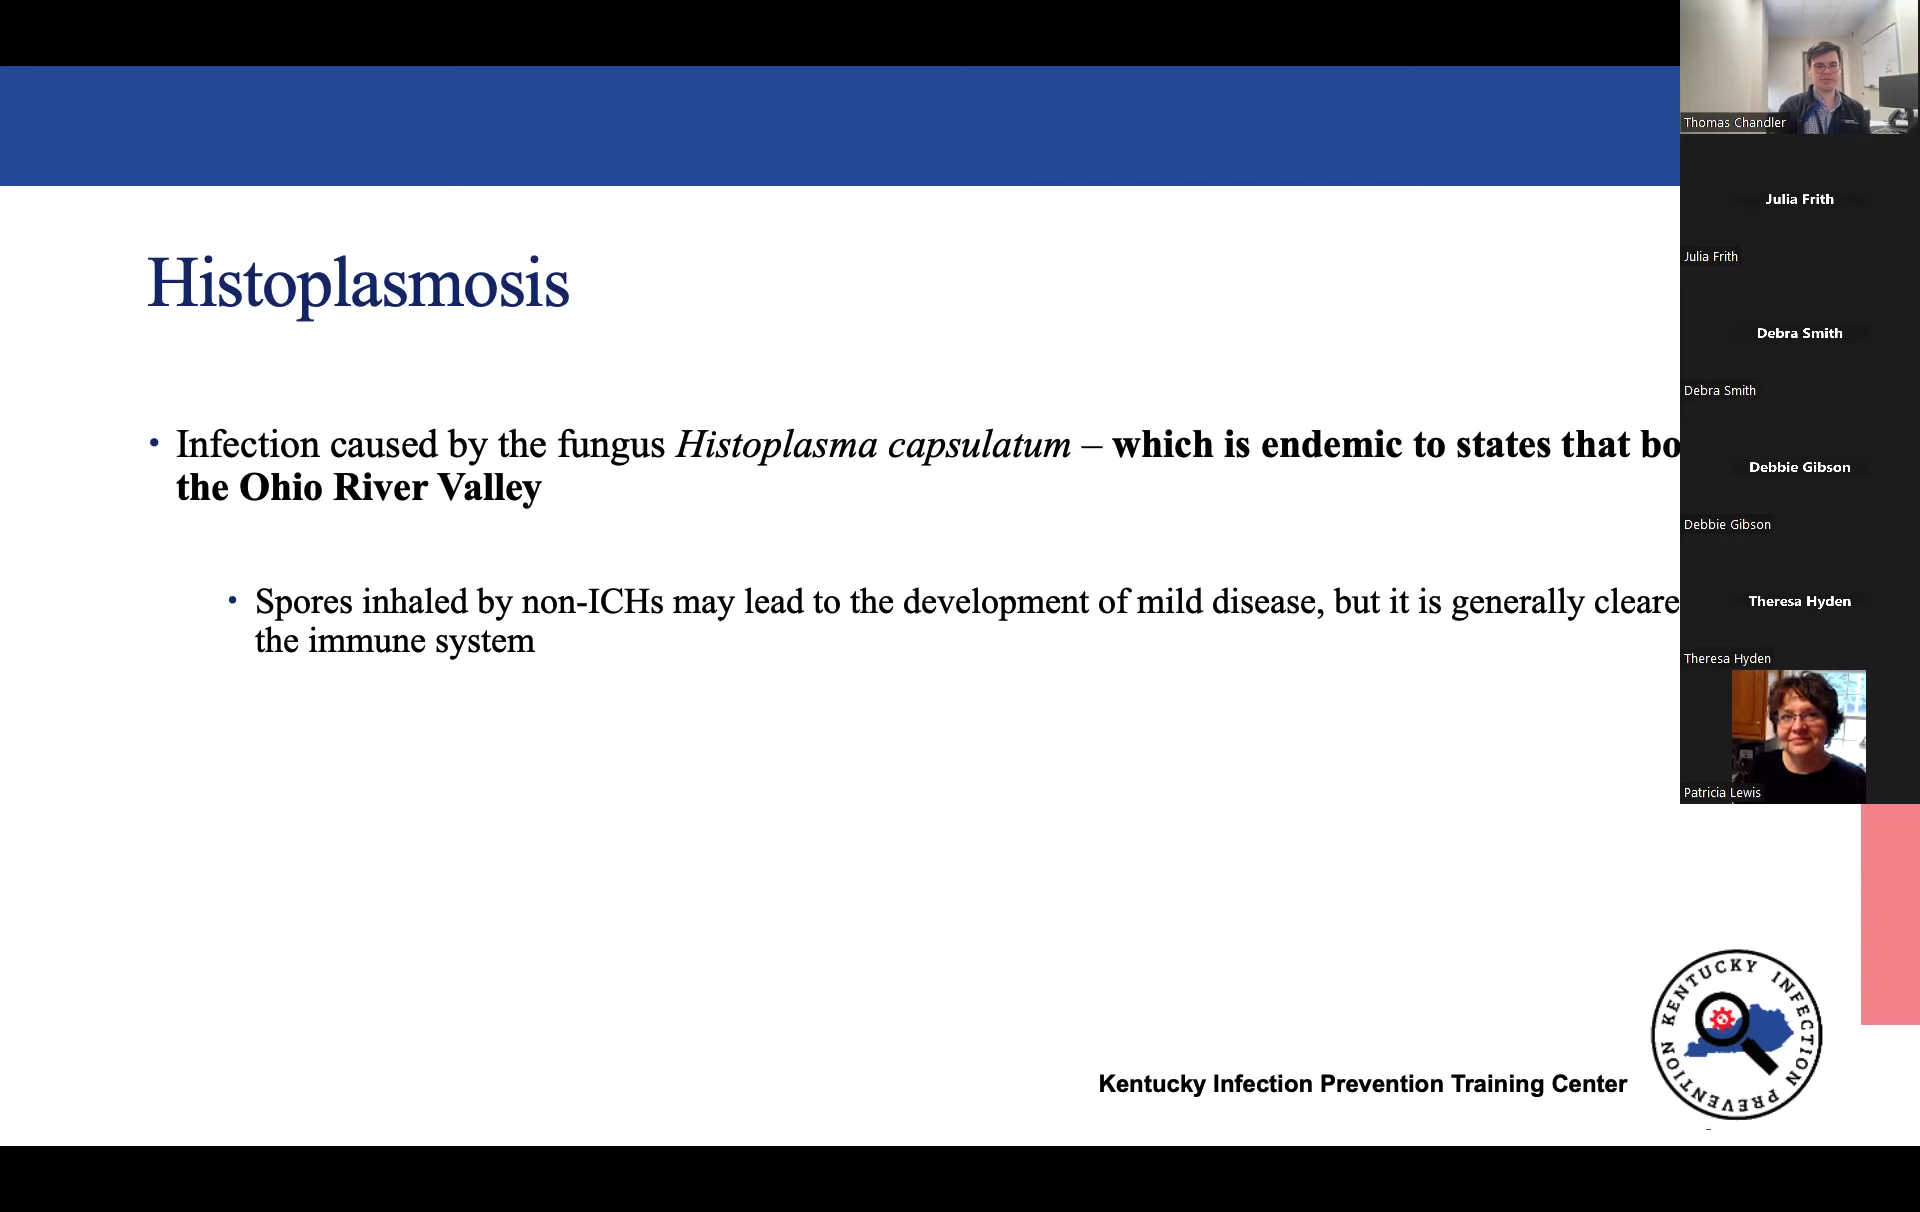 Histoplasmosis
• Infection caused by the fungus Histoplasma capsulatum – which is endemic to states that bo
the Ohio River Valley
• Spores inhaled by non-ICHs may lead to the development of mild disease, but it is generally cleare
the immune system
Kentucky Infection Prevention Training Center
KENTUCKY INFECTION PREVENTION
Thomas Chandler
Julia Frith
Julia Frith
Debra Smith
Debra Smith
Debbie Gibson
Debbie Gibson
Theresa Hyden
Theresa Hyden
Patricia Lewis